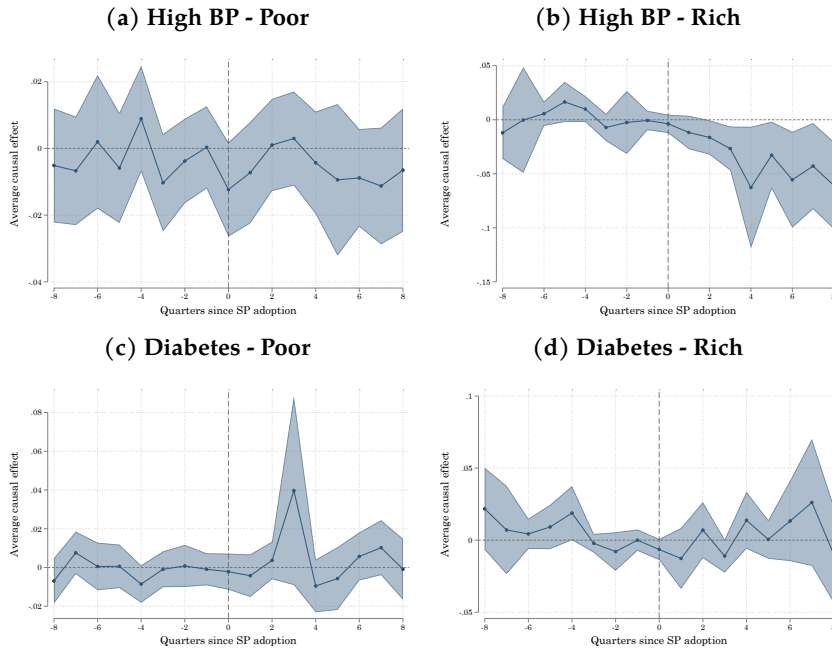 (a) High BP - Poor
Average causal effect
.02
0
-.02
-.04
-8 -6 -4 -2 0 2 4 6 8
Quarters since SP adoption
(b) High BP - Rich
Average causal effect
.05
0
-.05
-.1
-.15
-8 -6 -4 -2 0 2 4 6 8
Quarters since SP adoption
(c) Diabetes - Poor
Average causal effect
.08
.06
.04
.02
0
-.02
-8 -6 -4 -2 0 2 4 6 8
Quarters since SP adoption
(d) Diabetes - Rich
Average causal effect
.1
.05
0
-.05
-8 -6 -4 -2 0 2 4 6 8
Quarters since SP adoption